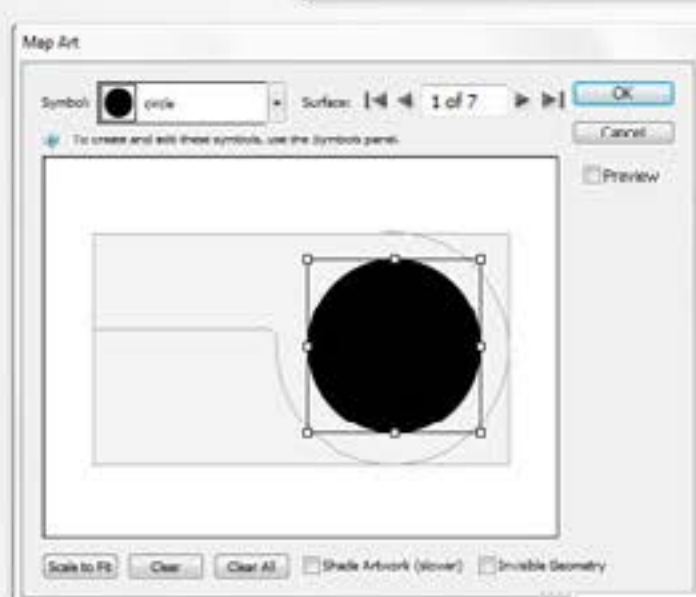 Map Art
Symbol: circle Surface: 1 of 7 OK
To create and edit these symbols, use the Symbols panel. Cancel
Preview
Scale to Fit Clear Clear All Shade Artwork (slower) Invisible Geometry